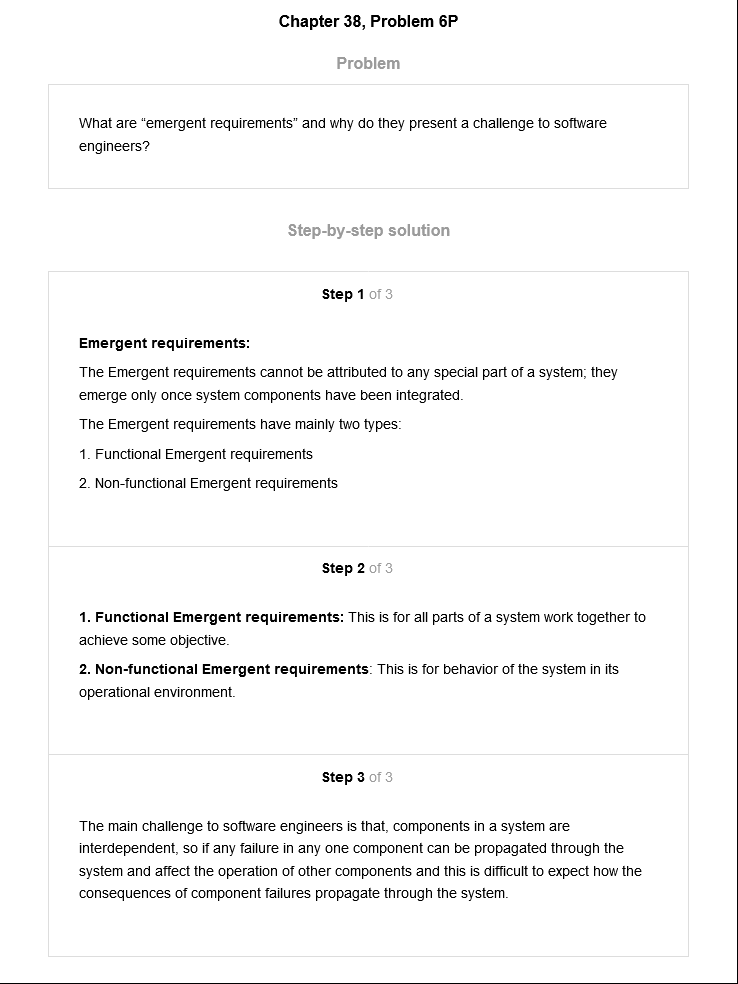 Chapter 38, Problem 6P
Problem
What are “emergent requirements” and why do they present a challenge to software
engineers?
Step-by-step solution
Step 1 of 3
Emergent requirements:
The Emergent requirements cannot be attributed to any special part of a system; they
emerge only once system components have been integrated.
The Emergent requirements have mainly two types:
1. Functional Emergent requirements
2. Non-functional Emergent requirements
Step 2 of 3
1. Functional Emergent requirements: This is for all parts of a system work together to
achieve some objective.
2. Non-functional Emergent requirements: This is for behavior of the system in its
operational environment.
Step 3 of 3
The main challenge to software engineers is that, components in a system are
interdependent, so if any failure in any one component can be propagated through the
system and affect the operation of other components and this is difficult to expect how the
consequences of component failures propagate through the system.